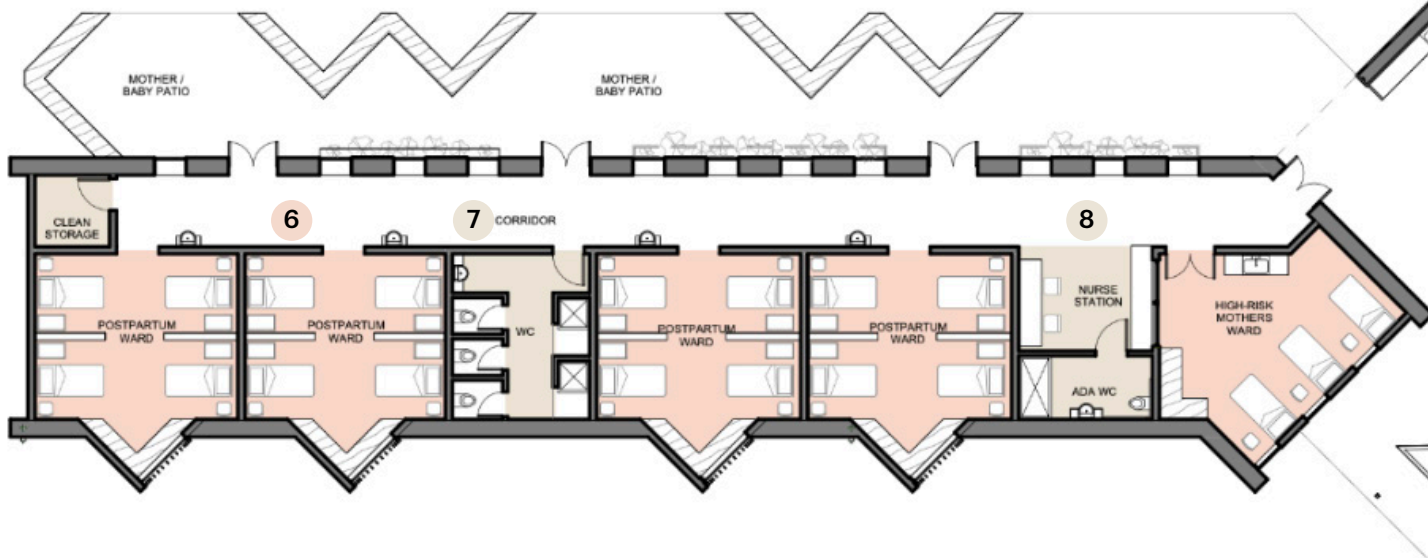 MOTHER /
BABY PATIO
MOTHER /
BABY PATIO
6
7
CORRIDOR
8
CLEAN
STORAGE
POSTPARTUM
WARD
POSTPARTUM
WARD
WC
POSTPARTUM
WARD
POSTPARTUM
WARD
NURSE
STATION
HIGH-RISK
MOTHERS
WARD
ADA WC